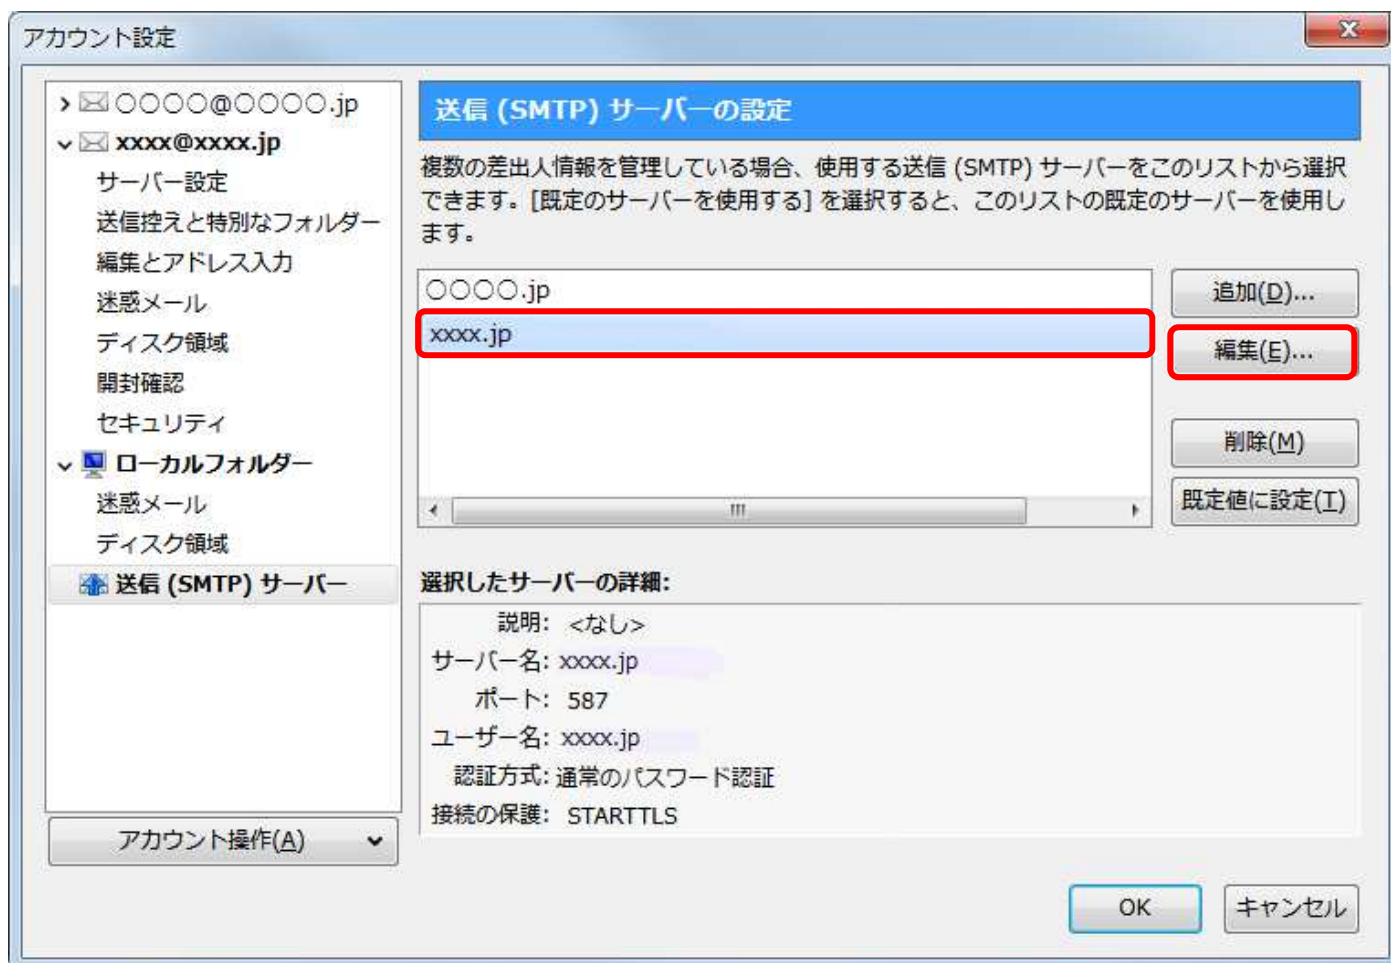 アカウント設定
○○○○@○○○○.jp
xxxx@xxxx.jp
サーバー設定
送信控えと特別なフォルダー
編集とアドレス入力
迷惑メール
ディスク領域
開封確認
セキュリティ
ローカルフォルダー
迷惑メール
ディスク領域
送信 (SMTP) サーバー
アカウント操作(A)
送信 (SMTP) サーバーの設定
複数の差出人情報を管理している場合、使用する送信 (SMTP) サーバーをこのリストから選択
できます。[既定のサーバーを使用する] を選択すると、このリストの既定のサーバーを使用し
ます。
○○○○.jp
xxxx.jp
追加(D)...
編集(E)...
削除(M)
既定値に設定(T)
選択したサーバーの詳細:
説明: <なし>
サーバー名: xxxx.jp
ポート: 587
ユーザー名: xxxx.jp
認証方式: 通常のパスワード認証
接続の保護: STARTTLS
OK
キャンセル